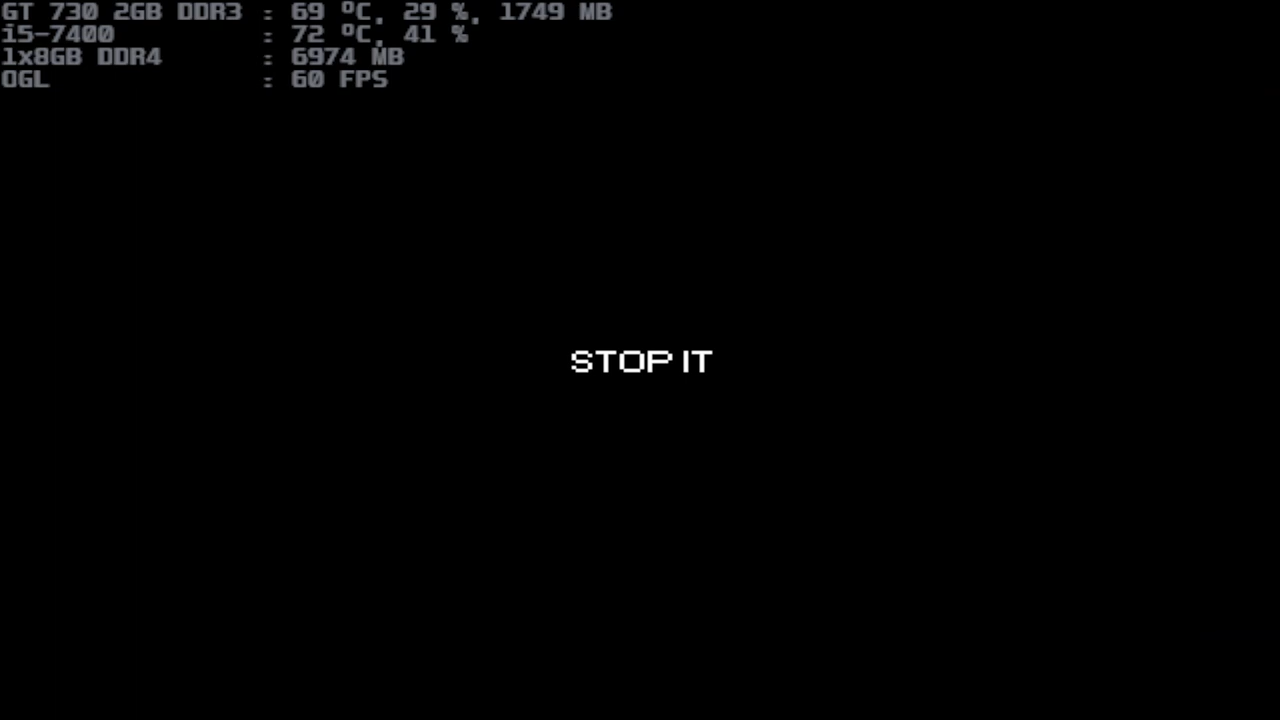 GT 730 2GB DDR3 : 69 ºC, 29 %, 1749 MB
i5-7400 : 72 ºC, 41 %
1x8GB DDR4 : 6974 MB
OGL : 60 FPS
STOP IT